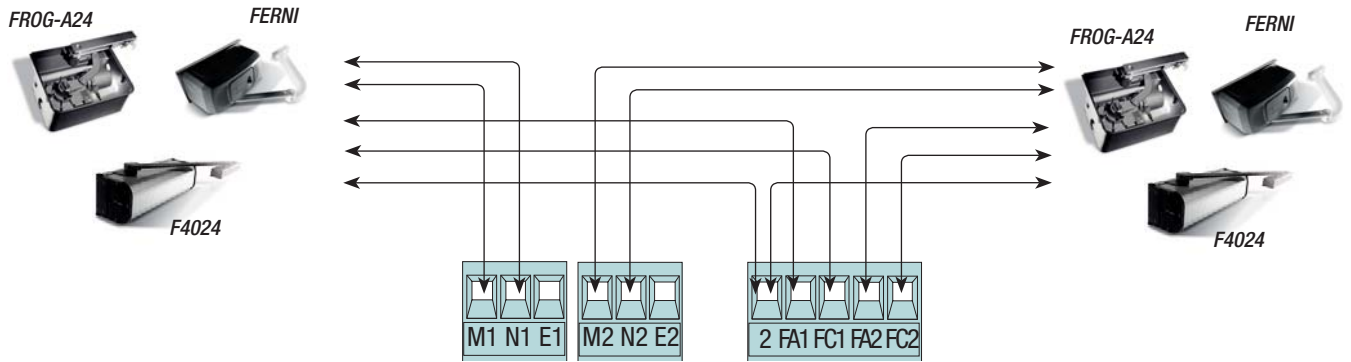 FROG-A24
FERNI
F4024
FROG-A24
FERNI
F4024
M1 N1 E1
M2 N2 E2
2 FA1 FC1 FA2 FC2